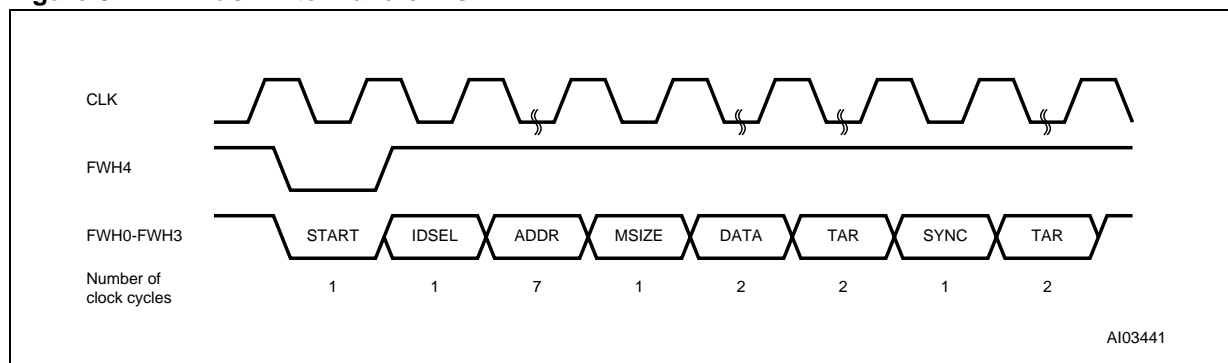 CLK
FWH4
FWH0-FWH3 START IDSEL ADDR MSIZE DATA TAR SYNC TAR
Number of
clock cycles 1 1 7 1 2 2 1 2
AI03441